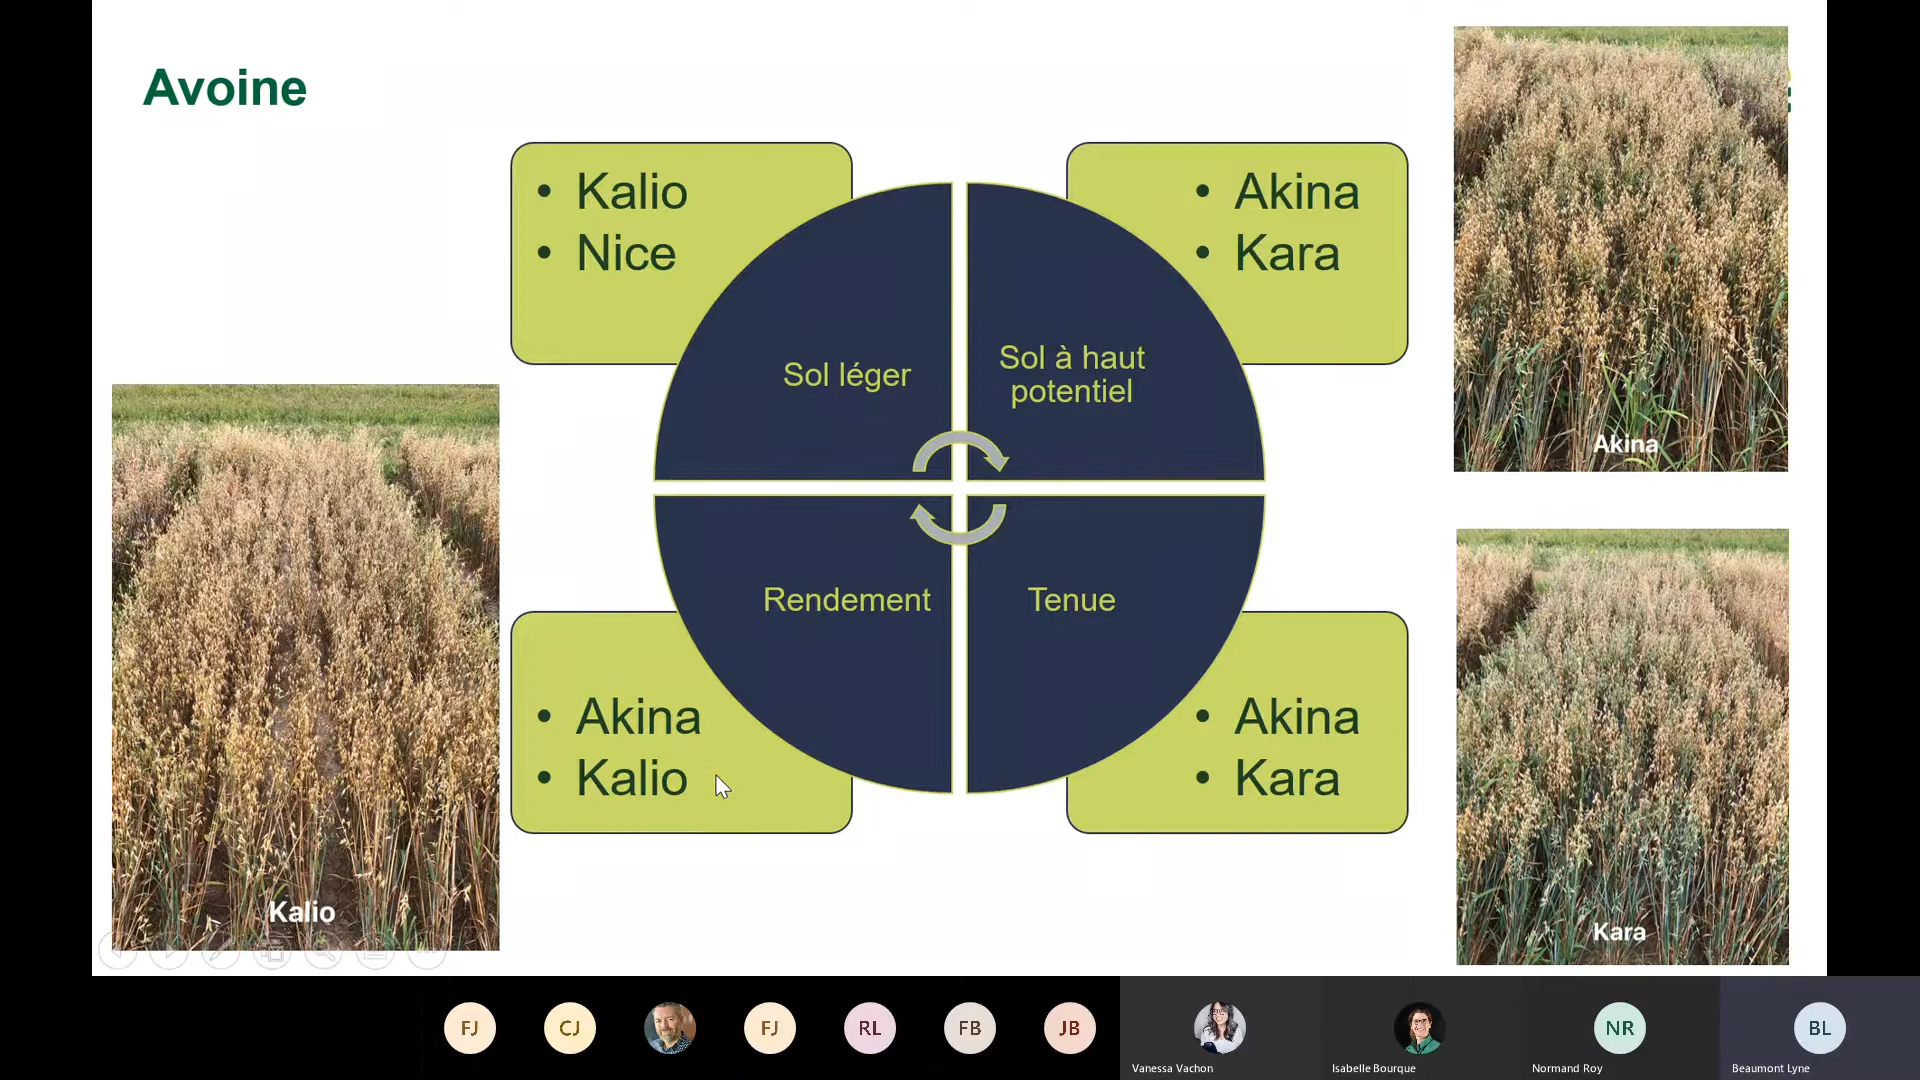 Avoine
• Kalio
• Nice
• Akina
• Kara
Sol léger
Sol à haut
potentiel
Rendement
Tenue
• Akina
• Kalio
• Akina
• Kara
Akina
Kalio
Kara
FJ
CJ
FJ
RL
FB
JB
NR
BL
Vanessa Vachon
Isabelle Bourque
Normand Roy
Beaumont Lyne